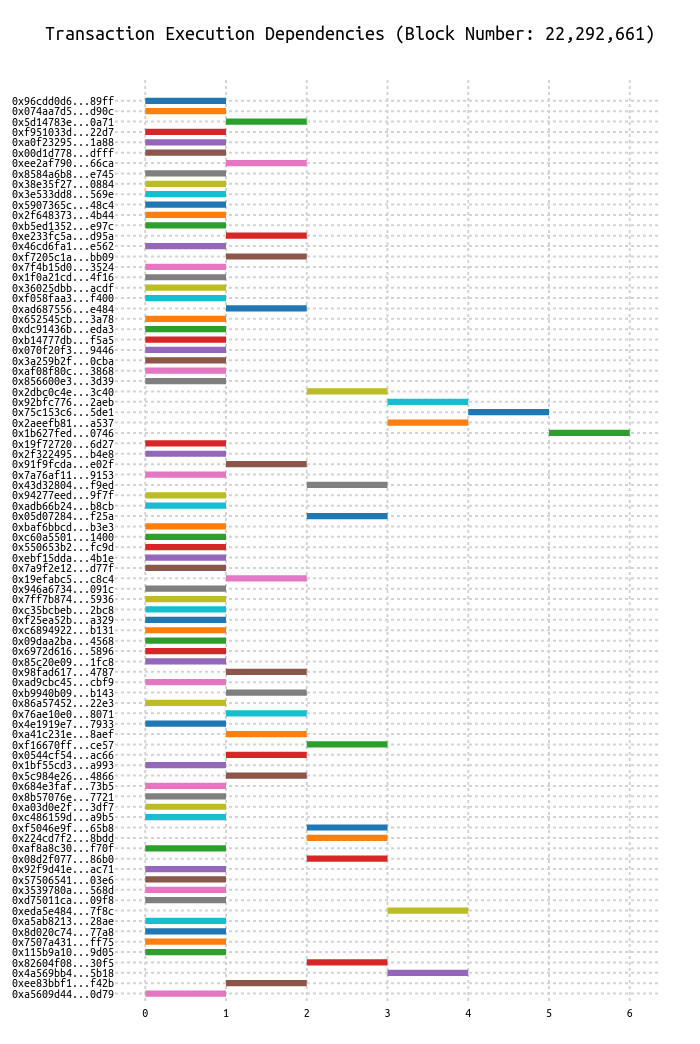 Transaction Execution Dependencies (Block Number: 22,292,661)
0x96cdd0d6...89ff
0x074aa7d5...d90c
0x5d14783e...0a71
0xf951033d...22d7
0xa0f23295...1a88
0x00d1d778...dfff
0xee2af790...66ca
0x8584a6b8...e745
0x38e35f27...0884
0x3e533dd8...569e
0x5907365c...48c4
0x2f648373...4b44
0xb5ed1352...e97c
0xe233fc5a...d95a
0x46cd6fa1...e562
0xf7205c1a...bb09
0x7f4b15d0...3524
0x1f0a21cd...4f16
0x36025dbb...acdf
0xf058faa3...f400
0xad687556...e484
0x652545cb...3a78
0xdc91436b...eda3
0xb14777db...f5a5
0x070f20f3...9446
0x3a259b2f...0cba
0xaf08f80c...3868
0x856600e3...3d39
0x2dbc0c4e...3c40
0x92bfc776...2aeb
0x75c153c6...5de1
0x2aeefb81...a537
0x1b627fed...0746
0x19f72720...6d27
0x2f322495...b4e8
0x91f9fcda...e02f
0x7a76af11...9153
0x43d32804...f9ed
0x94277eed...9f7f
0xadb66b24...b8cb
0x05d07284...f25a
0xbaf6bbcd...b3e3
0xc60a5501...1400
0x550653b2...fc9d
0xebf15dda...4b1e
0x7a9f2e12...d77f
0x19efabc5...c8c4
0x946a6734...091c
0x7ff7b874...5936
0xc35bcbeb...2bc8
0xf25ea52b...a329
0xc6894922...b131
0x09daa2ba...4568
0x6972d616...5896
0x85c20e09...1fc8
0x98fad617...4787
0xad9cbc45...cbf9
0xb9940b09...b143
0x86a57452...22e3
0x76ae10e0...8071
0x4e1919e7...7933
0xa41c231e...8aef
0xf16670ff...ce57
0x0544cf54...ac66
0x1bf55cd3...a993
0x5c984e26...4866
0x684e3faf...73b5
0x8b57076e...7721
0xa03d0e2f...3df7
0xc486159d...a9b5
0xf5046e9f...65b8
0x224cd7f2...8bdd
0xaf8a8c30...f70f
0x08d2f077...86b0
0x92f9d41e...ac71
0x57506541...03e6
0x3539780a...568d
0xd75011ca...09f8
0xeda5e484...7f8c
0xa5ab8213...28ae
0x8d020c74...77a8
0x7507a431...ff75
0x115b9a10...9d05
0x82604f08...30f5
0x4a569bb4...5b18
0xee83bbf1...f42b
0xa5609d44...0d79
0 1 2 3 4 5 6